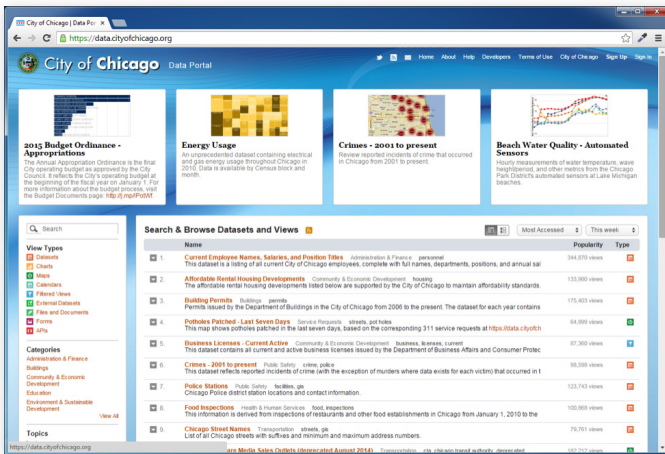 City of Chicago | Data Por
https://data.cityofchicago.org
City of Chicago Data Portal
Home About Help Developers Terms of Use City of Chicago Sign Up Sign In
2015 Budget Ordinance -
Appropriations
The Annual Appropriation Ordinance is the final
City operating budget as approved by the City
Council. It reflects the City's operating budget at
the beginning of the fiscal year on January 1. For
more information about the budget process, visit
the Budget Documents page:
Energy Usage
An unprecedented dataset containing electrical
and gas energy usage throughout Chicago in
2010. Data is available by Census block and
month.
Crimes - 2001 to present
Review reported incidents of crime that occurred
in Chicago from 2001 to present.
Beach Water Quality - Automated
Sensors
Hourly measurements of water temperature, wave
height/period, and other metrics from the Chicago
Park Districts automated sensors at Lake Michigan
beaches.
Search
View Types
Datasets
Charts
Maps
Calendars
Filtered Views
External Datasets
Files and Documents
Forms
APIs
Categories
Administration & Finance
Buildings
Community & Economic
Development
Education
Environment & Sustainable
Development
View All
Topics
Search & Browse Datasets and Views
Most Accessed
This week
Name Popularity Type
1. Current Employee Names, Salaries, and Position Titles Administration & Finance personnel
This dataset is a listing of all current City of Chicago employees, complete with full names, departments, positions, and annual sal
views
2. Affordable Rental Housing Developments Community & Economic Development housing
The affordable rental housing developments listed below are supported by the City of Chicago to maintain affordability standards.
views
3. Building Permits Buildings permits
Permits issued by the Department of Buildings in the City of Chicago from 2006 to the present. The dataset for each year contains
175,403 views
4. Potholes Patched - Last Seven Days Service Requests streets, pot holes
This map shows potholes patched in the last seven days, based on the corresponding 311 service requests at https://data.cityofch
views
5. Business Licenses - Current Active Community & Economic Development business, licenses, current
This dataset contains all current and active business licenses issued by the Department of Business Affairs and Consumer Protec
views
6. Crimes - 2001 to present Public Safety crime, police
This dataset reflects reported incidents of crime (with the exception of murders where data exists for each victim) that occurred in t
views
7. Police Stations Public Safety facilities, gis
Chicago Police district station locations and contact information.
123,743 views
8. Food Inspections Health & Human Services food, inspections
This information is derived from inspections of restaurants and other food establishments in Chicago from January 1, 2010 to the
views
9. Chicago Street Names Transportation streets, gis
List of all Chicago streets with suffixes and minimum and maximum address numbers.
79,761 views
are Media Sales Outlets (deprecated August 2014) Transportation cta, chicago transit authority, deprecated
views
https://data.cityofchicago.org